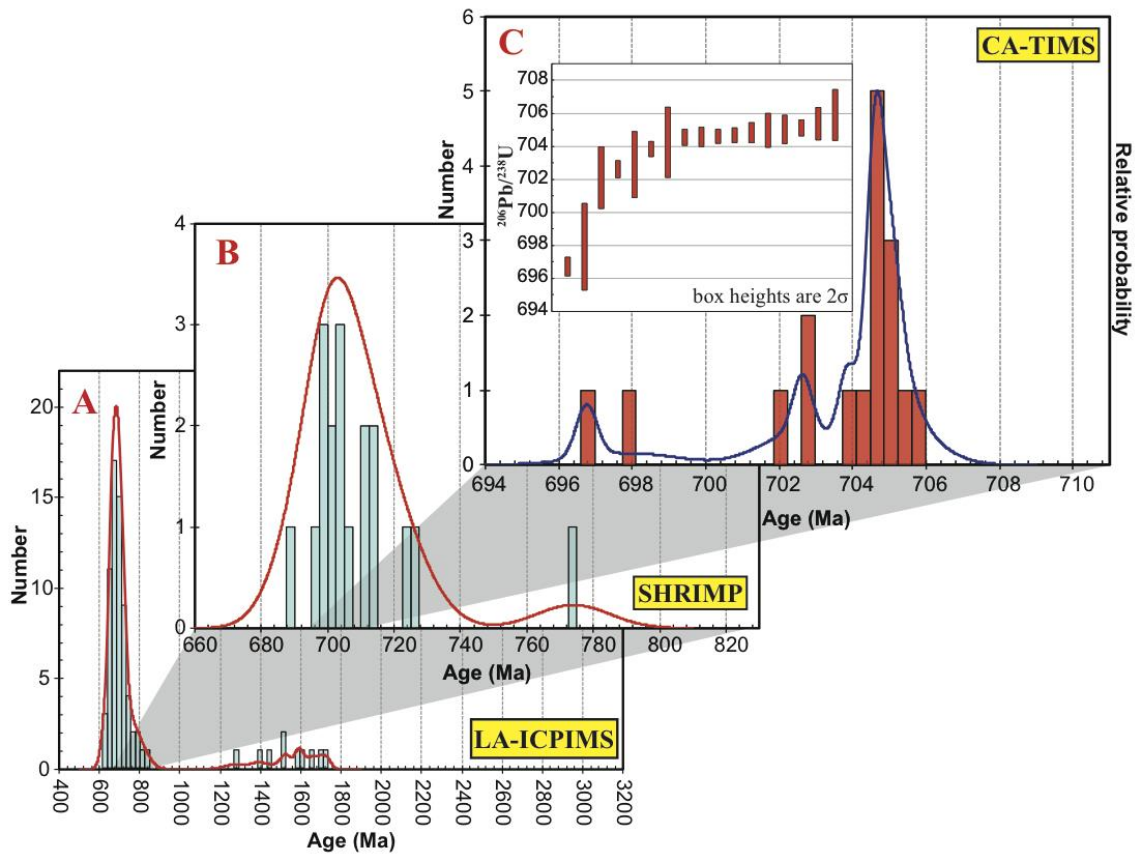 C
CA-TIMS
Number
6
5
4
3
2
1
0
708
706
704
702
700
698
696
694
²⁰⁶Pb/²³⁸U
box heights are 2σ
Relative probability
694 696 698 700 702 704 706 708 710
Age (Ma)
B
Number
4
3
2
1
0
SHRIMP
660 680 700 720 740 760 780 800 820
Age (Ma)
A
Number
20
15
10
5
0
LA-ICPIMS
400 600 800 1000 1200 1400 1600 1800 2000 2200 2400 2600 2800 3000 3200
Age (Ma)
Number